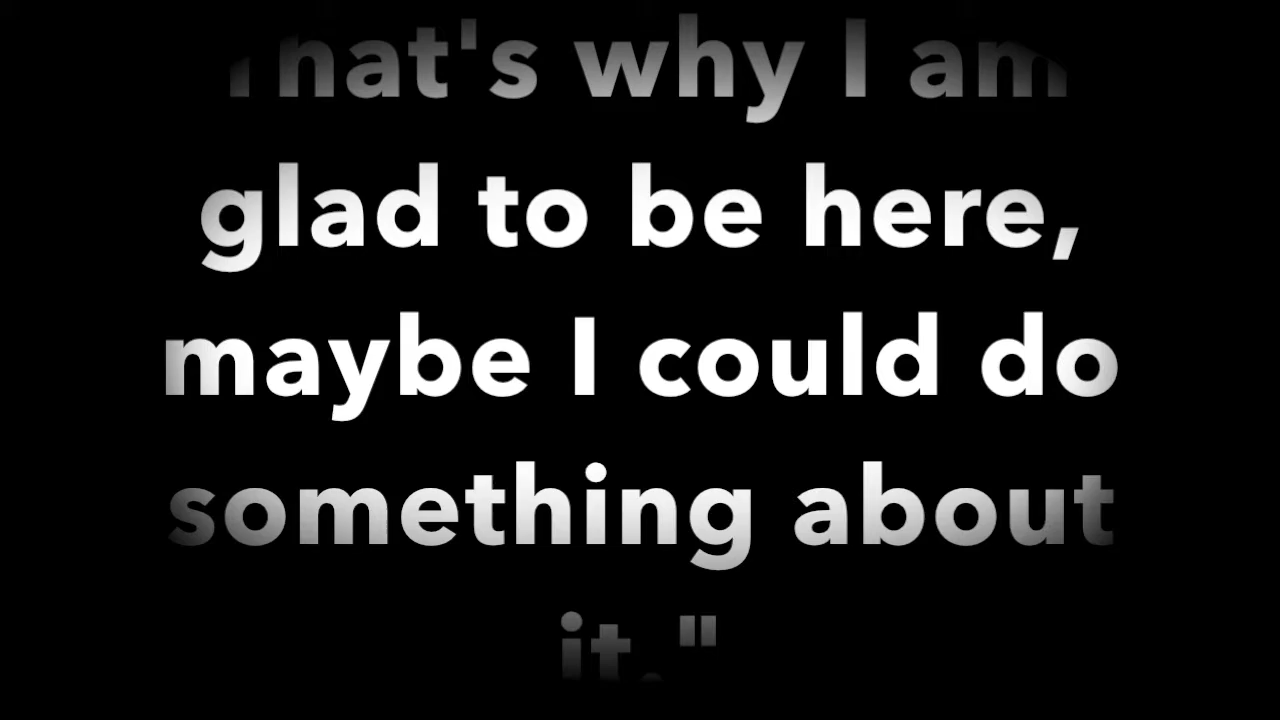 That's why I am
glad to be here,
maybe I could do
something about
it."